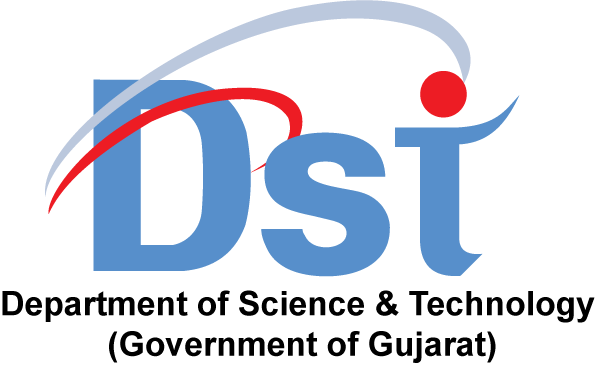 Dst
Department of Science & Technology
(Government of Gujarat)